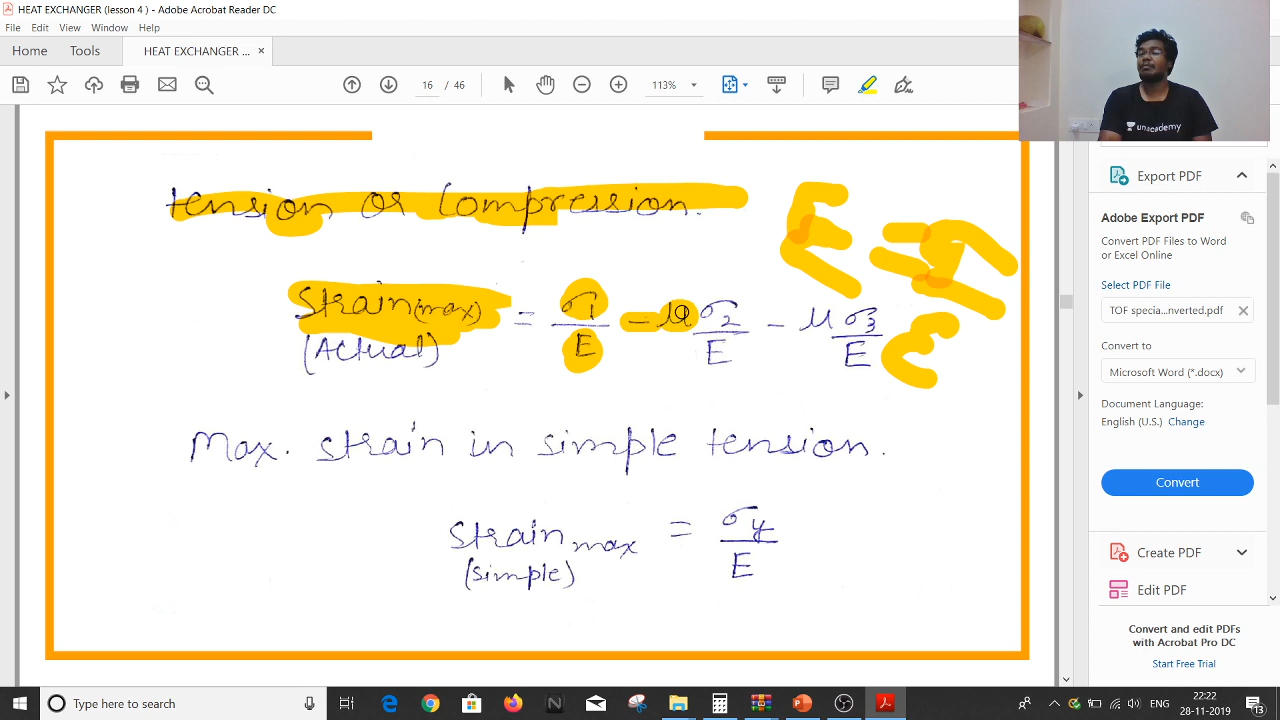 HEAT EXCHANGER (lesson 4 ) - Adobe Acrobat Reader DC
File Edit View Window Help
Home Tools HEAT EXCHANGER ... ×
16 / 46 113%
unacademy
tension or Compression.
E = σ
E
Strain(max) = σ1/E - μ σ2/E - μ σ3/E
(Actual)
Max. strain in simple tension.
strain max = σy/E
(simple)
Export PDF
Adobe Export PDF
Convert PDF Files to Word
or Excel Online
Select PDF File
TOF specia...nverted.pdf
Convert to
Microsoft Word (*.docx)
Document Language:
English (U.S.) Change
Convert
Create PDF
Edit PDF
Convert and edit PDFs
with Acrobat Pro DC
Start Free Trial
Type here to search
ENG
22:22
28-11-2019
13